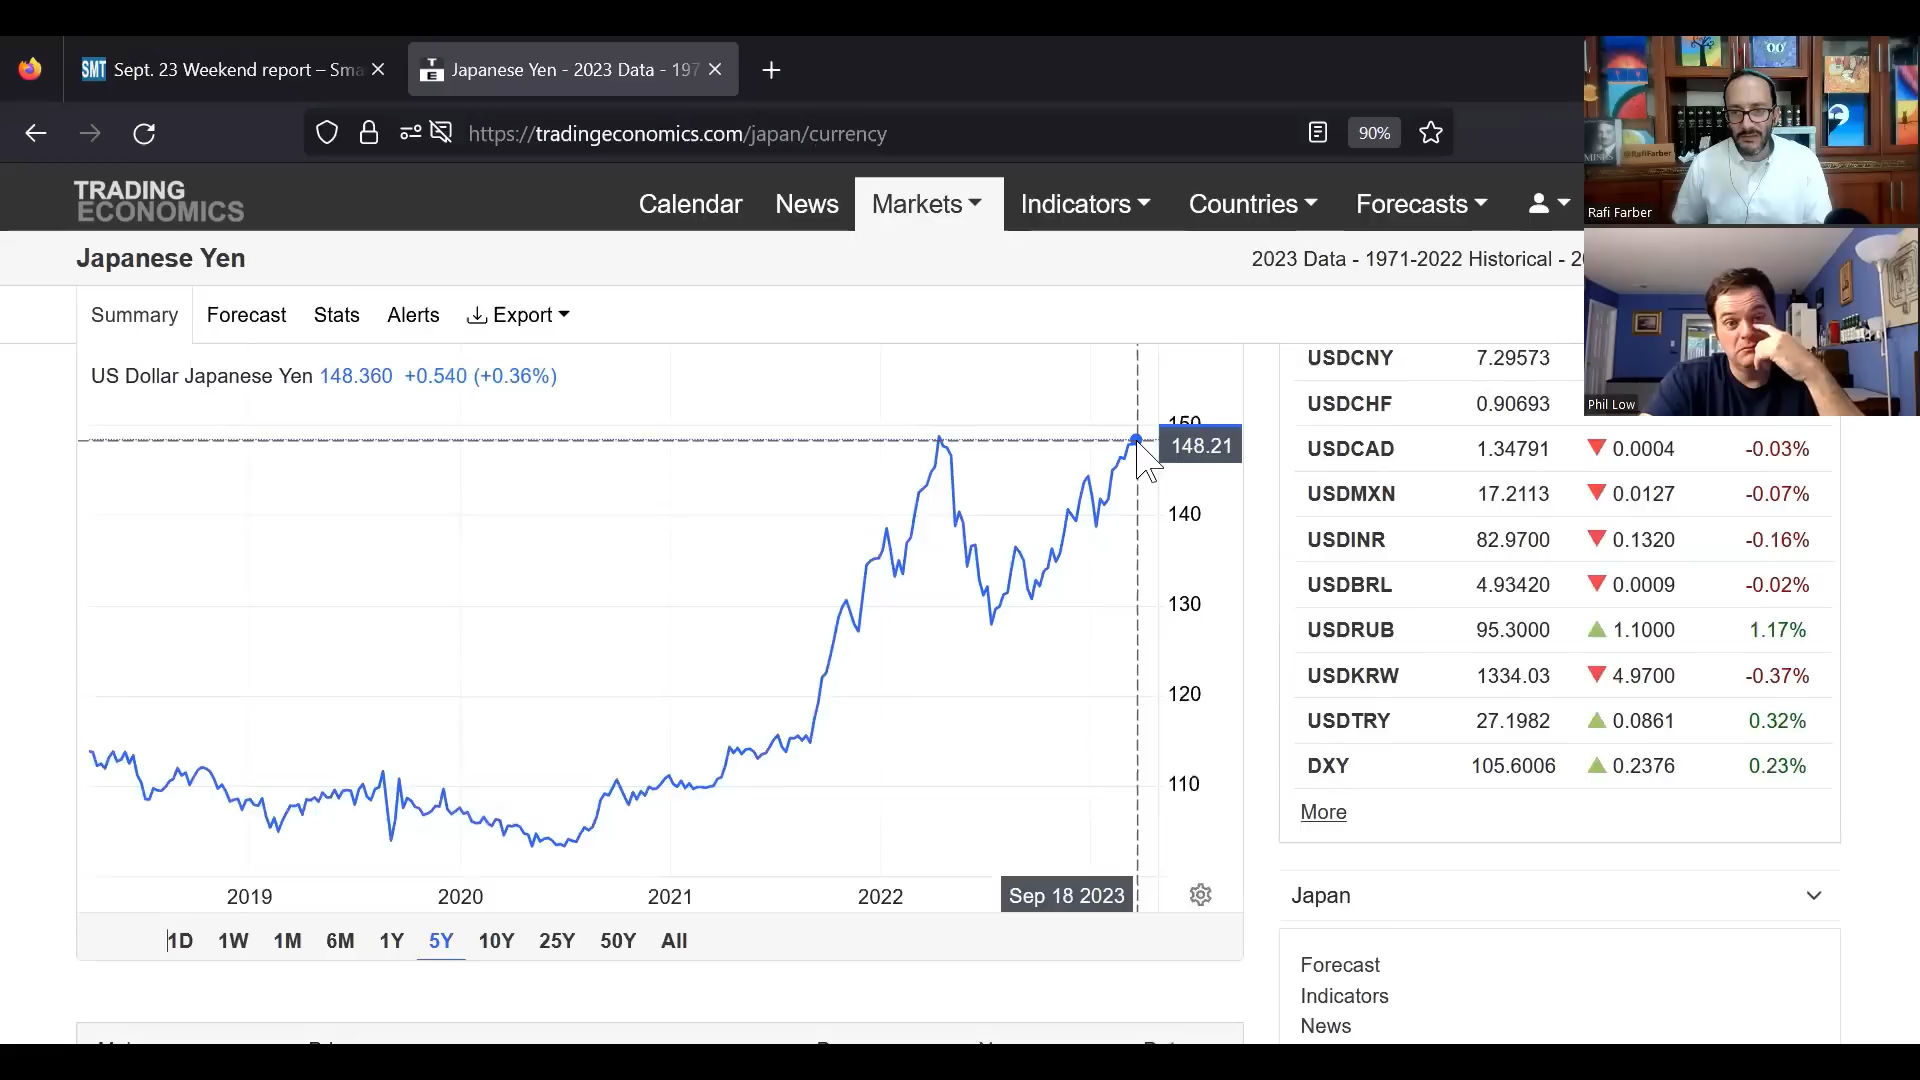 SMT Sept. 23 Weekend report – Sma
Japanese Yen - 2023 Data - 197
https://tradingeconomics.com/japan/currency
90%
TRADING
ECONOMICS
Calendar News Markets Indicators Countries Forecasts
MISES
@RafiFarber
Rafi Farber
Japanese Yen
2023 Data - 1971-2022 Historical - 2
Summary Forecast Stats Alerts Export
US Dollar Japanese Yen 148.360 +0.540 (+0.36%)
150
148.21
140
130
120
110
2019 2020 2021 2022 Sep 18 2023
1D 1W 1M 6M 1Y 5Y 10Y 25Y 50Y All
Phil Low
USDCNY 7.29573
USDCHF 0.90693
USDCAD 1.34791 0.0004 -0.03%
USDMXN 17.2113 0.0127 -0.07%
USDINR 82.9700 0.1320 -0.16%
USDBRL 4.93420 0.0009 -0.02%
USDRUB 95.3000 1.1000 1.17%
USDKRW 1334.03 4.9700 -0.37%
USDTRY 27.1982 0.0861 0.32%
DXY 105.6006 0.2376 0.23%
More
Japan
Forecast
Indicators
News